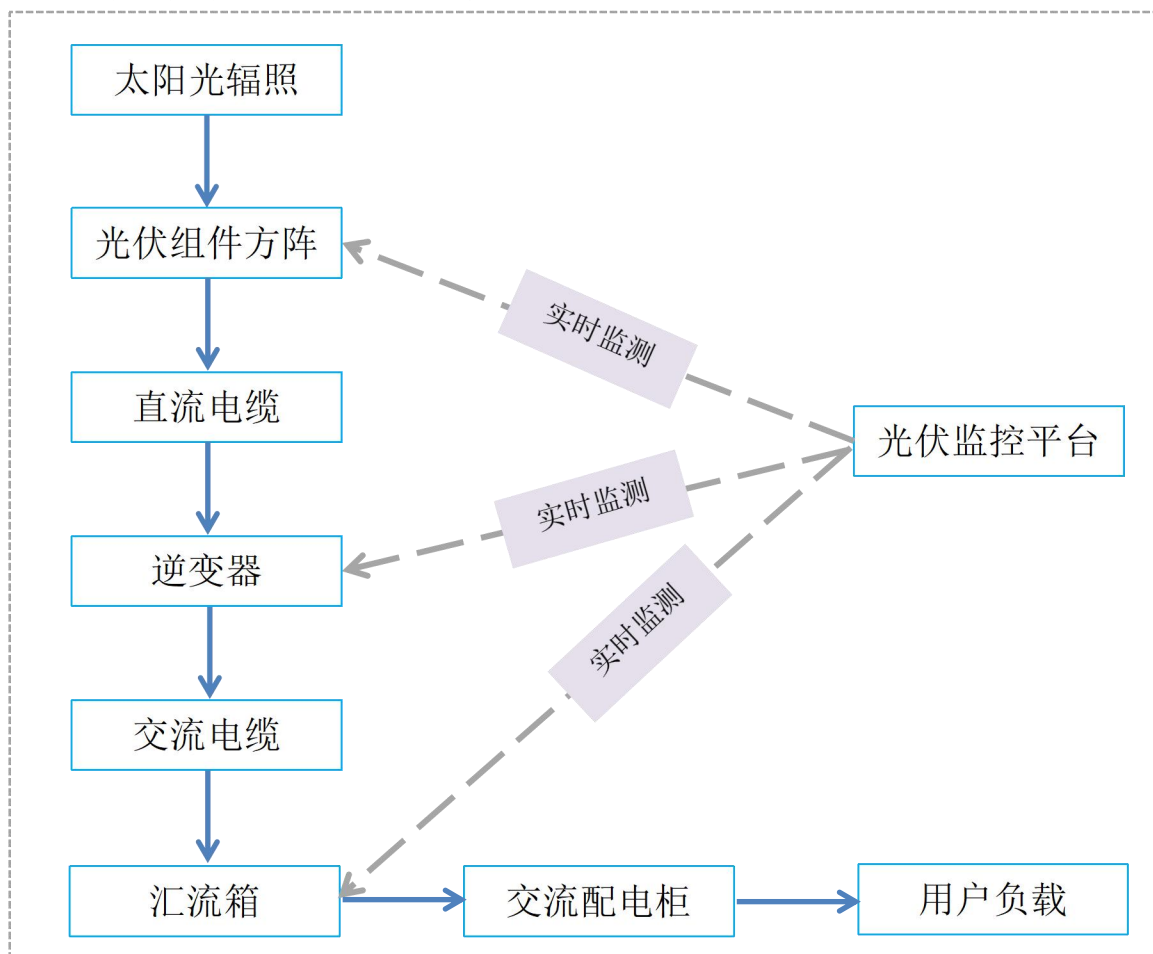 太阳光辐照
光伏组件方阵
实时监测
直流电缆
光伏监控平台
实时监测
逆变器
实时监测
交流电缆
汇流箱
交流配电柜
用户负载